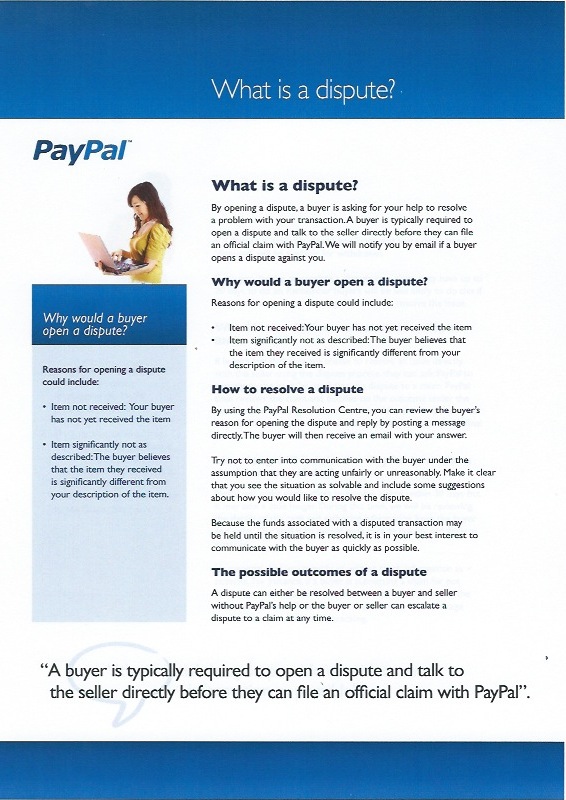 What is a dispute?
PayPal™
What is a dispute?
By opening a dispute, a buyer is asking for your help to resolve
a problem with your transaction. A buyer is typically required to
open a dispute and talk to the seller directly before they can file
an official claim with PayPal. We will notify you by email if a buyer
opens a dispute against you.
Why would a buyer open a dispute?
Reasons for opening a dispute could include:
• Item not received: Your buyer has not yet received the item
• Item significantly not as described: The buyer believes that
the item they received is significantly different from your
description of the item.
How to resolve a dispute
By using the PayPal Resolution Centre, you can review the buyer's
reason for opening the dispute and reply by posting a message
directly. The buyer will then receive an email with your answer.
Try not to enter into communication with the buyer under the
assumption that they are acting unfairly or unreasonably. Make it clear
that you see the situation as solvable and include some suggestions
about how you would like to resolve the dispute.
Because the funds associated with a disputed transaction may
be held until the situation is resolved, it is in your best interest to
communicate with the buyer as quickly as possible.
The possible outcomes of a dispute
A dispute can either be resolved between a buyer and seller
without PayPal's help or the buyer or seller can escalate a
dispute to a claim at any time.
Why would a buyer
open a dispute?
Reasons for opening a dispute
could include:
• Item not received: Your buyer
has not yet received the item
• Item significantly not as
described: The buyer believes
that the item they received
is significantly different from
your description of the item.
“A buyer is typically required to open a dispute and talk to
the seller directly before they can file an official claim with PayPal”.